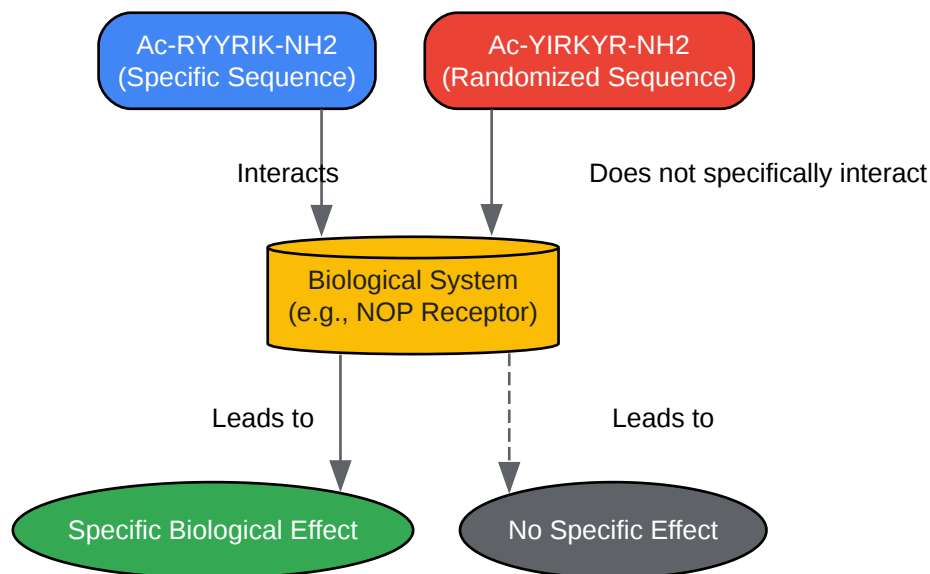 Ac-RYYRIK-NH2
(Specific Sequence)
Ac-YIRKYR-NH2
(Randomized Sequence)
Interacts
Does not specifically interact
Biological System
(e.g., NOP Receptor)
Leads to
Leads to
Specific Biological Effect
No Specific Effect